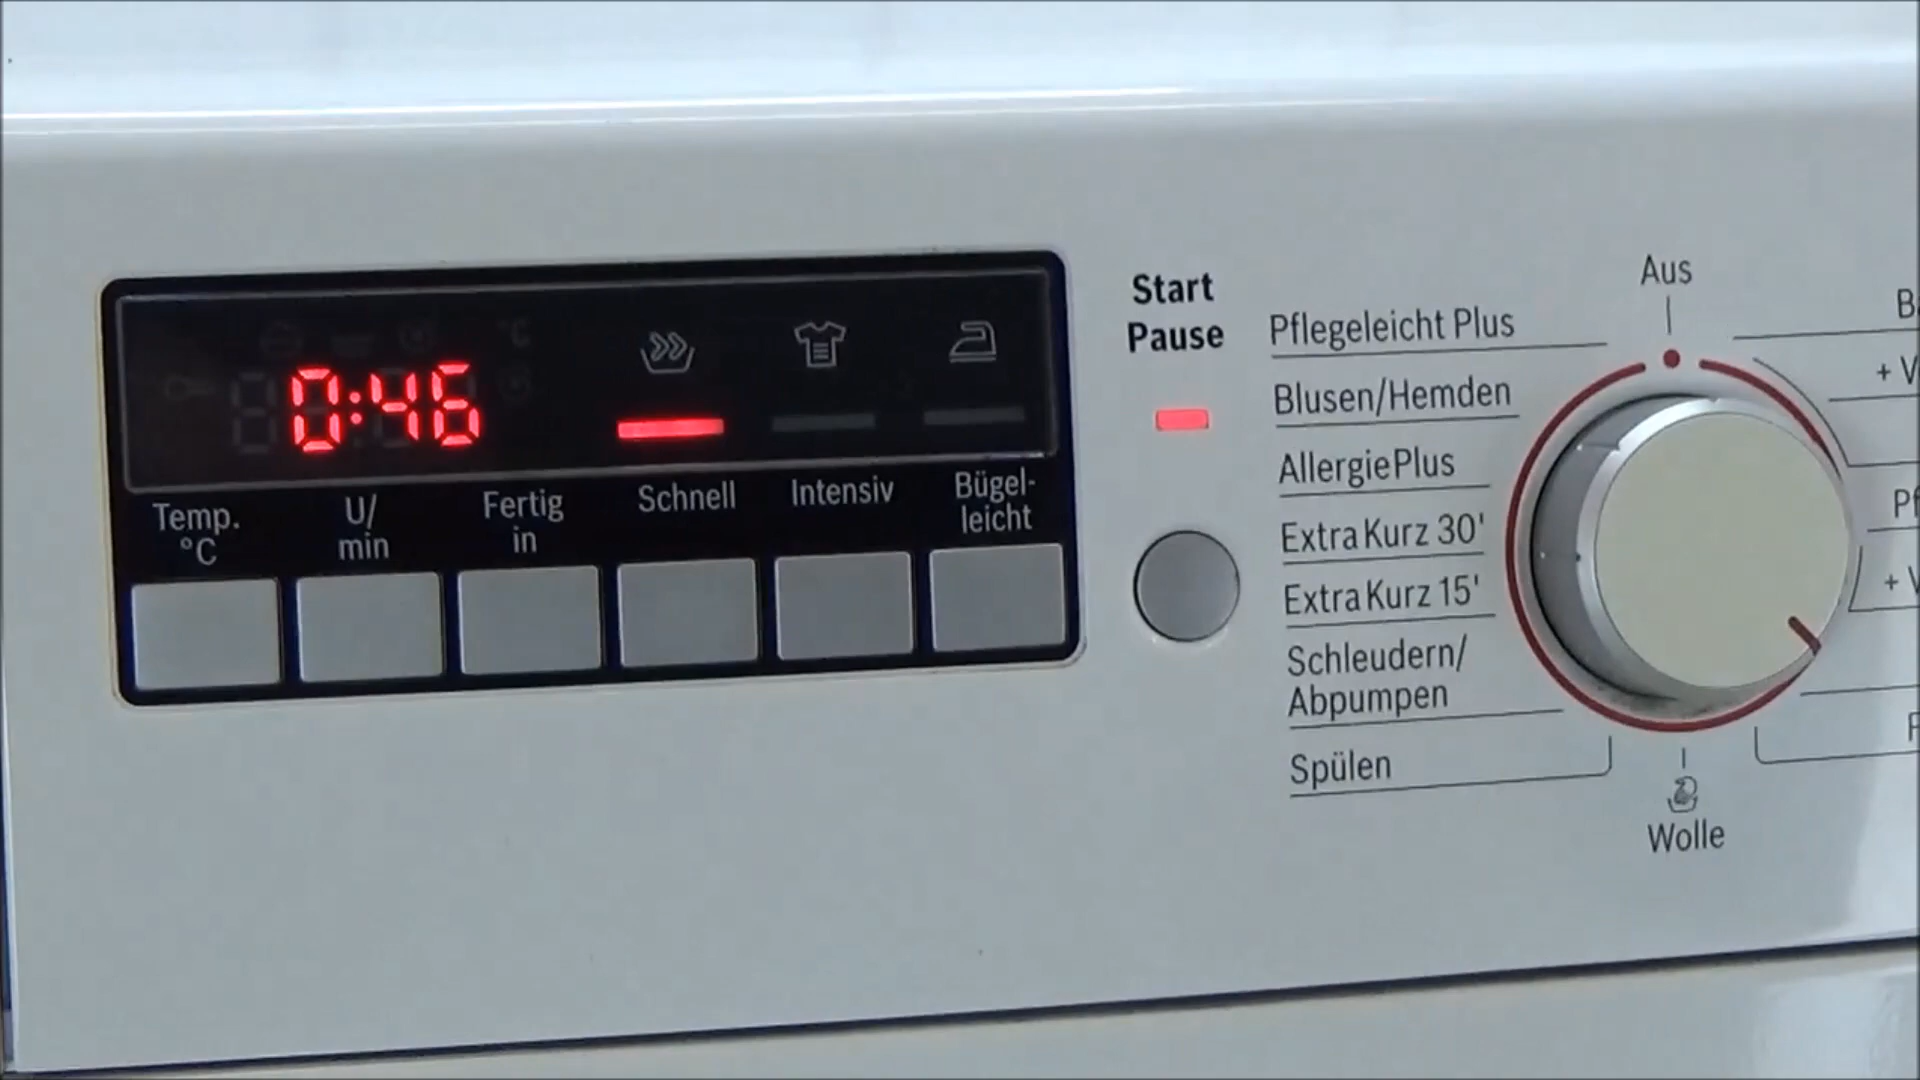 0:46
Temp.
°C
U/
min
Fertig
in
Schnell
Intensiv
Bügel-
leicht
Start
Pause
Pflegeleicht Plus
Blusen/Hemden
AllergiePlus
Extra Kurz 30'
Extra Kurz 15'
Schleudern/
Abpumpen
Spülen
Aus
Wolle